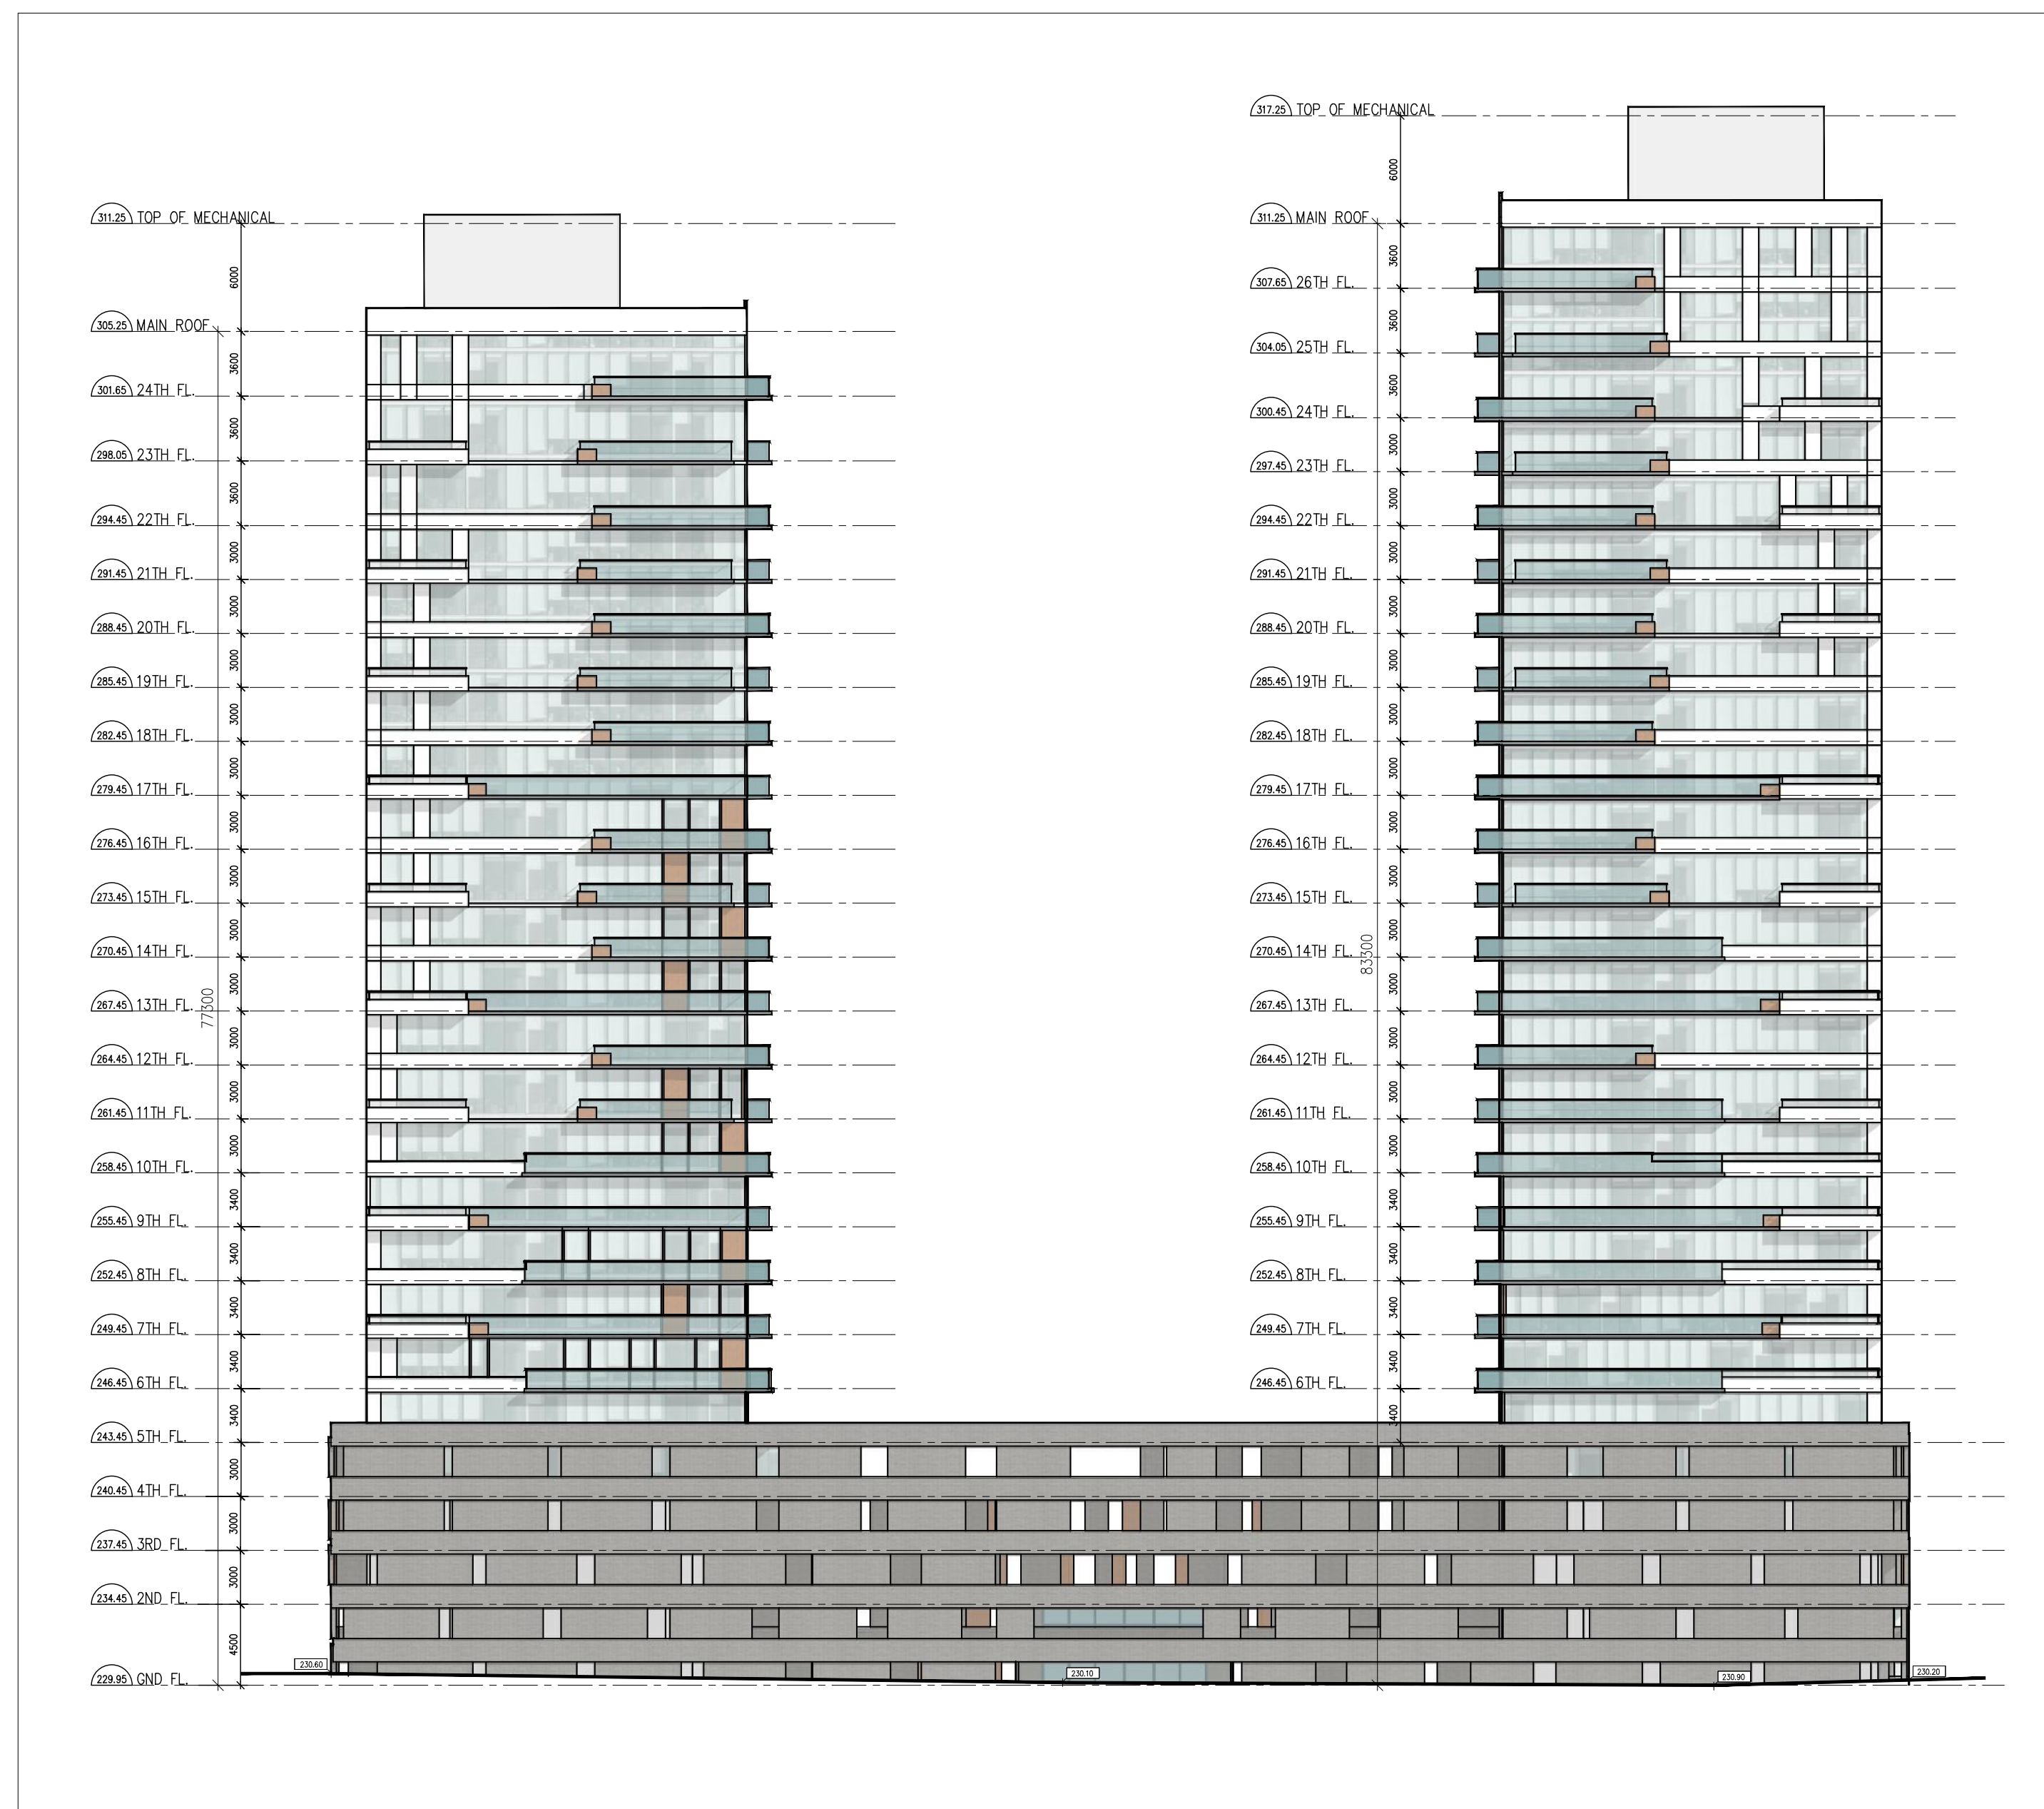 317.25 TOP OF MECHANICAL
6000
311.25 TOP OF MECHANICAL
6000
305.25 MAIN ROOF
3600
301.65 24TH FL.
3600
298.05 23TH FL.
3600
294.45 22TH FL.
3000
291.45 21TH FL.
3000
288.45 20TH FL.
3000
285.45 19TH FL.
3000
282.45 18TH FL.
3000
279.45 17TH FL.
3000
276.45 16TH FL.
3000
273.45 15TH FL.
3000
270.45 14TH FL.
3000
267.45 13TH FL.
77300
3000
264.45 12TH FL.
3000
261.45 11TH FL.
3000
258.45 10TH FL.
3400
255.45 9TH FL.
3400
252.45 8TH FL.
3400
249.45 7TH FL.
3400
246.45 6TH FL.
3400
243.45 5TH FL.
3000
240.45 4TH FL.
3000
237.45 3RD FL.
3000
234.45 2ND FL.
4500
229.95 GND FL.
311.25 MAIN ROOF
3600
307.65 26TH FL.
3600
304.05 25TH FL.
3600
300.45 24TH FL.
3000
297.45 23TH FL.
3000
294.45 22TH FL.
3000
291.45 21TH FL.
3000
288.45 20TH FL.
3000
285.45 19TH FL.
3000
282.45 18TH FL.
3000
279.45 17TH FL.
3000
276.45 16TH FL.
3000
273.45 15TH FL.
3000
270.45 14TH FL.
83300
3000
267.45 13TH FL.
3000
264.45 12TH FL.
3000
261.45 11TH FL.
3000
258.45 10TH FL.
3400
255.45 9TH FL.
3400
252.45 8TH FL.
3400
249.45 7TH FL.
3400
246.45 6TH FL.
3400
230.60
230.10
230.90
230.20